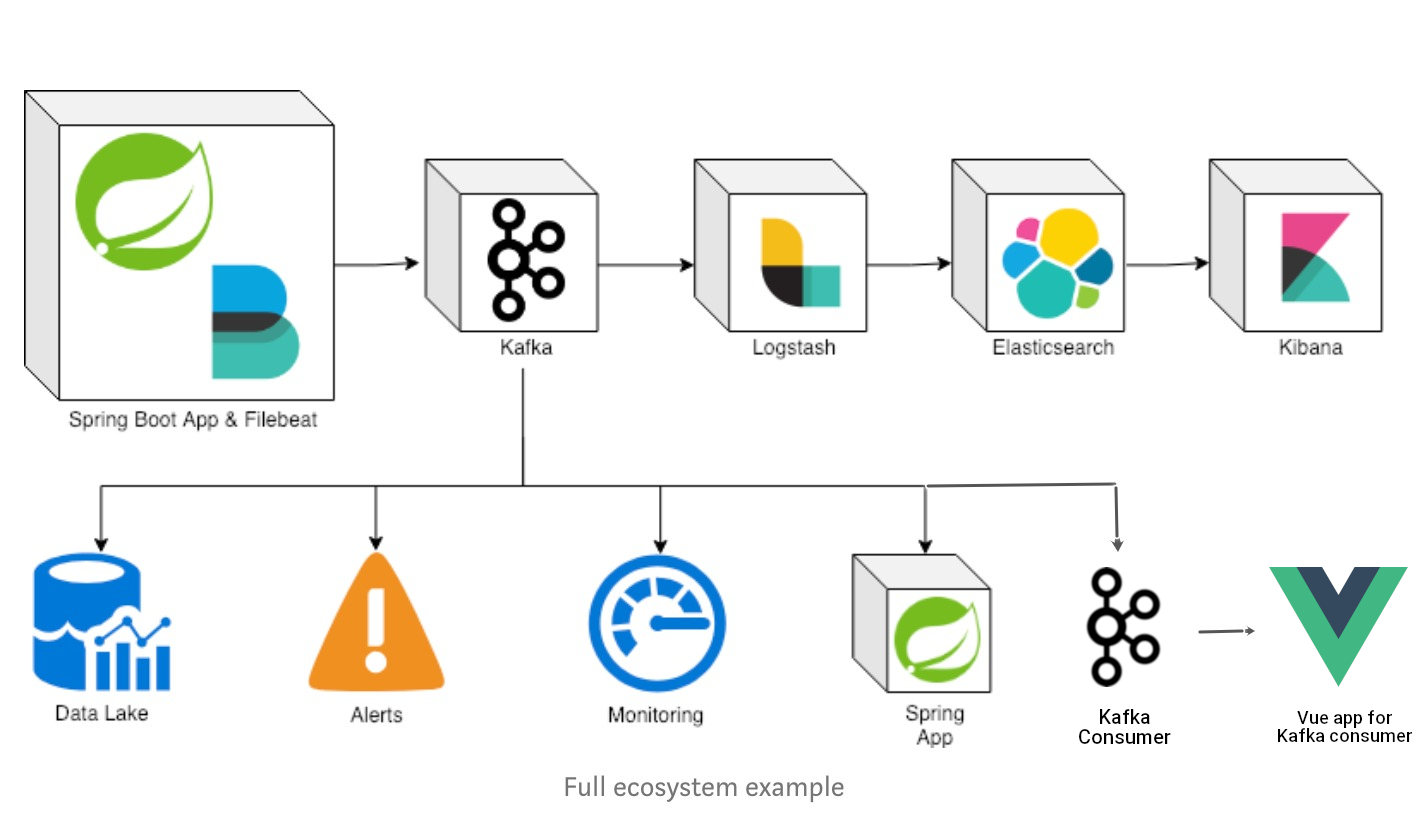 Kafka
Logstash
Elasticsearch
Kibana
Spring Boot App & Filebeat
Data Lake
Alerts
Monitoring
Spring
App
Kafka
Consumer
Vue app for
Kafka consumer
Full ecosystem example